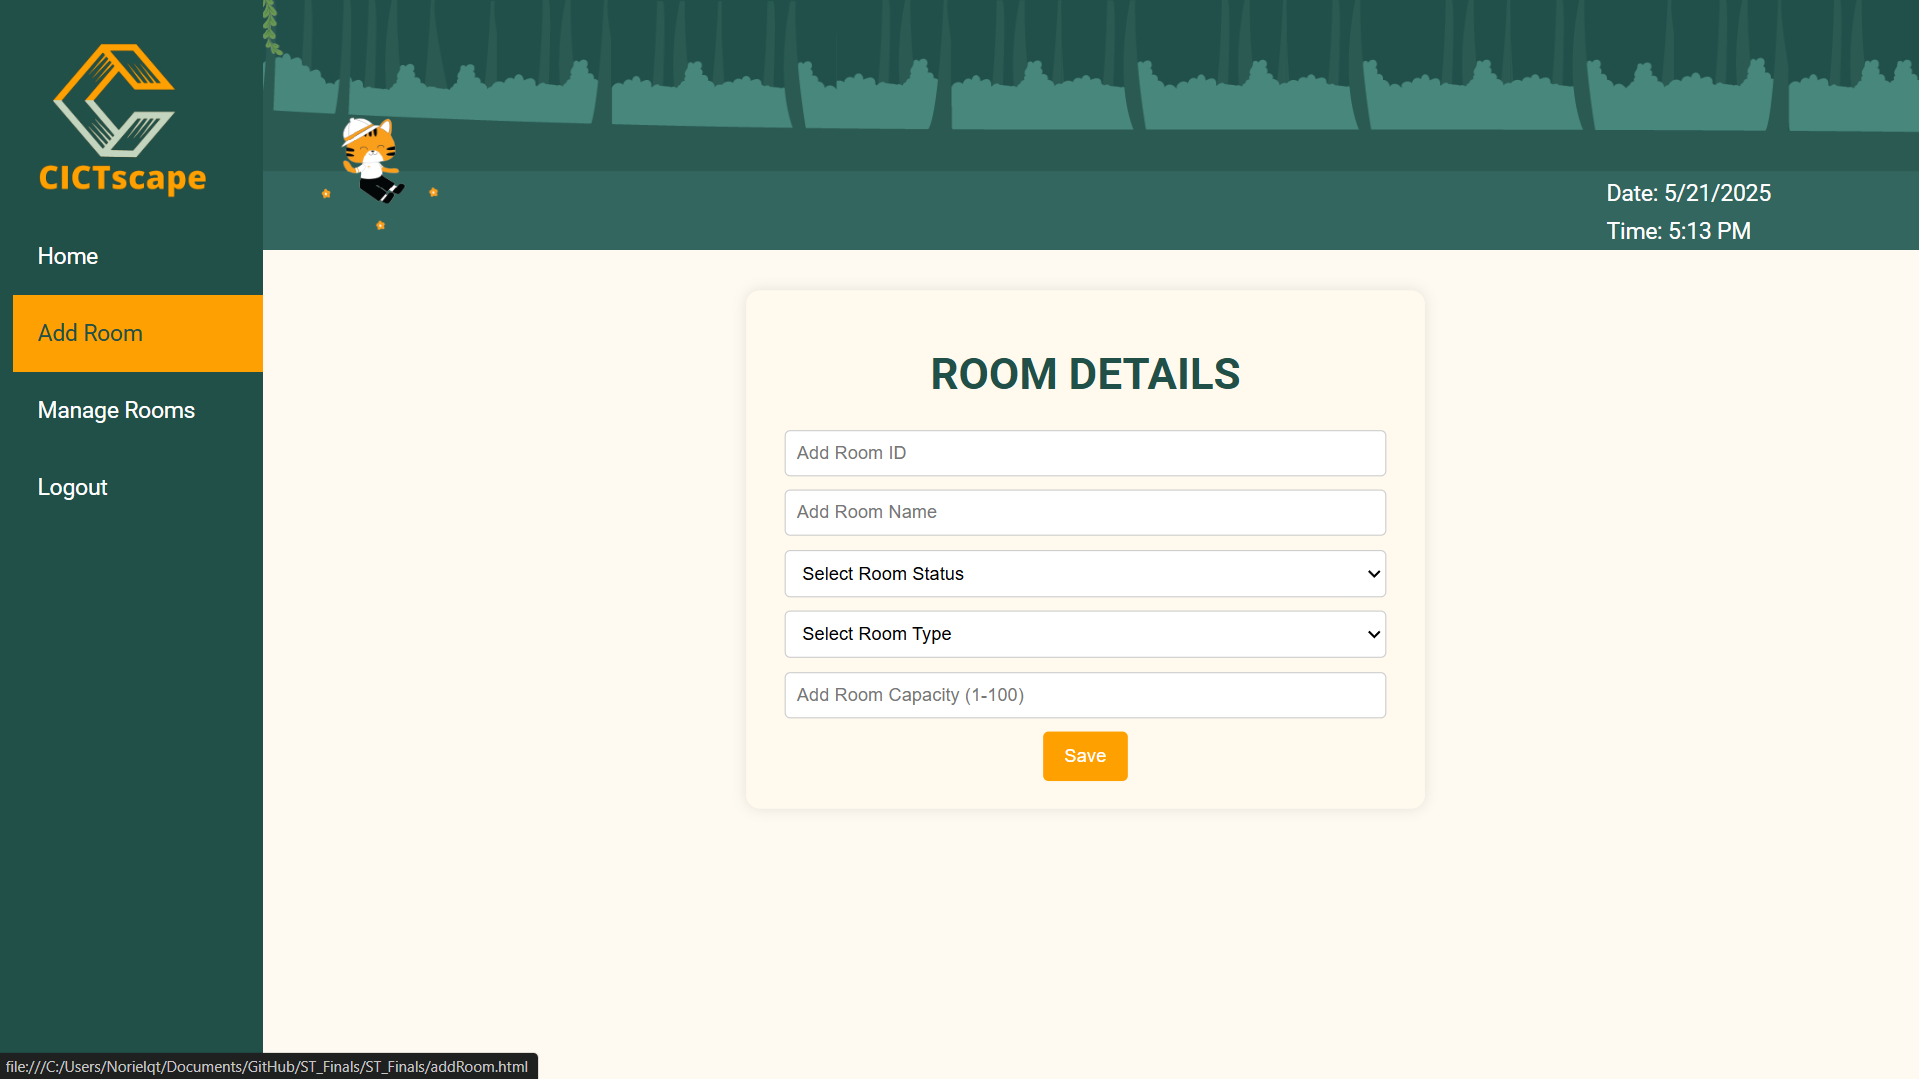 CICTscape
Home
Add Room
Manage Rooms
Logout
Date: 5/21/2025
Time: 5:13 PM
ROOM DETAILS
Add Room ID
Add Room Name
Select Room Status
Select Room Type
Add Room Capacity (1-100)
Save
file:///C:/Users/Norielqt/Documents/GitHub/ST_Finals/ST_Finals/addRoom.html